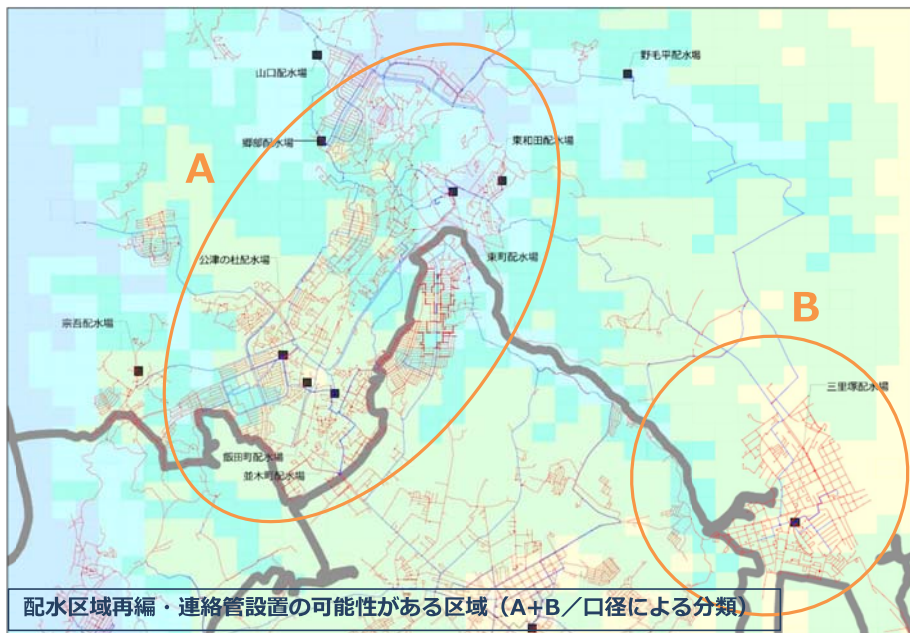 山口配水場
野毛平配水場
郷部配水場
東和田配水場
A
公津の杜配水場
東町配水場
宗吾配水場
B
三里塚配水場
飯田町配水場
並木町配水場
配水区域再編・連絡管設置の可能性がある区域（A+B／口径による分類）